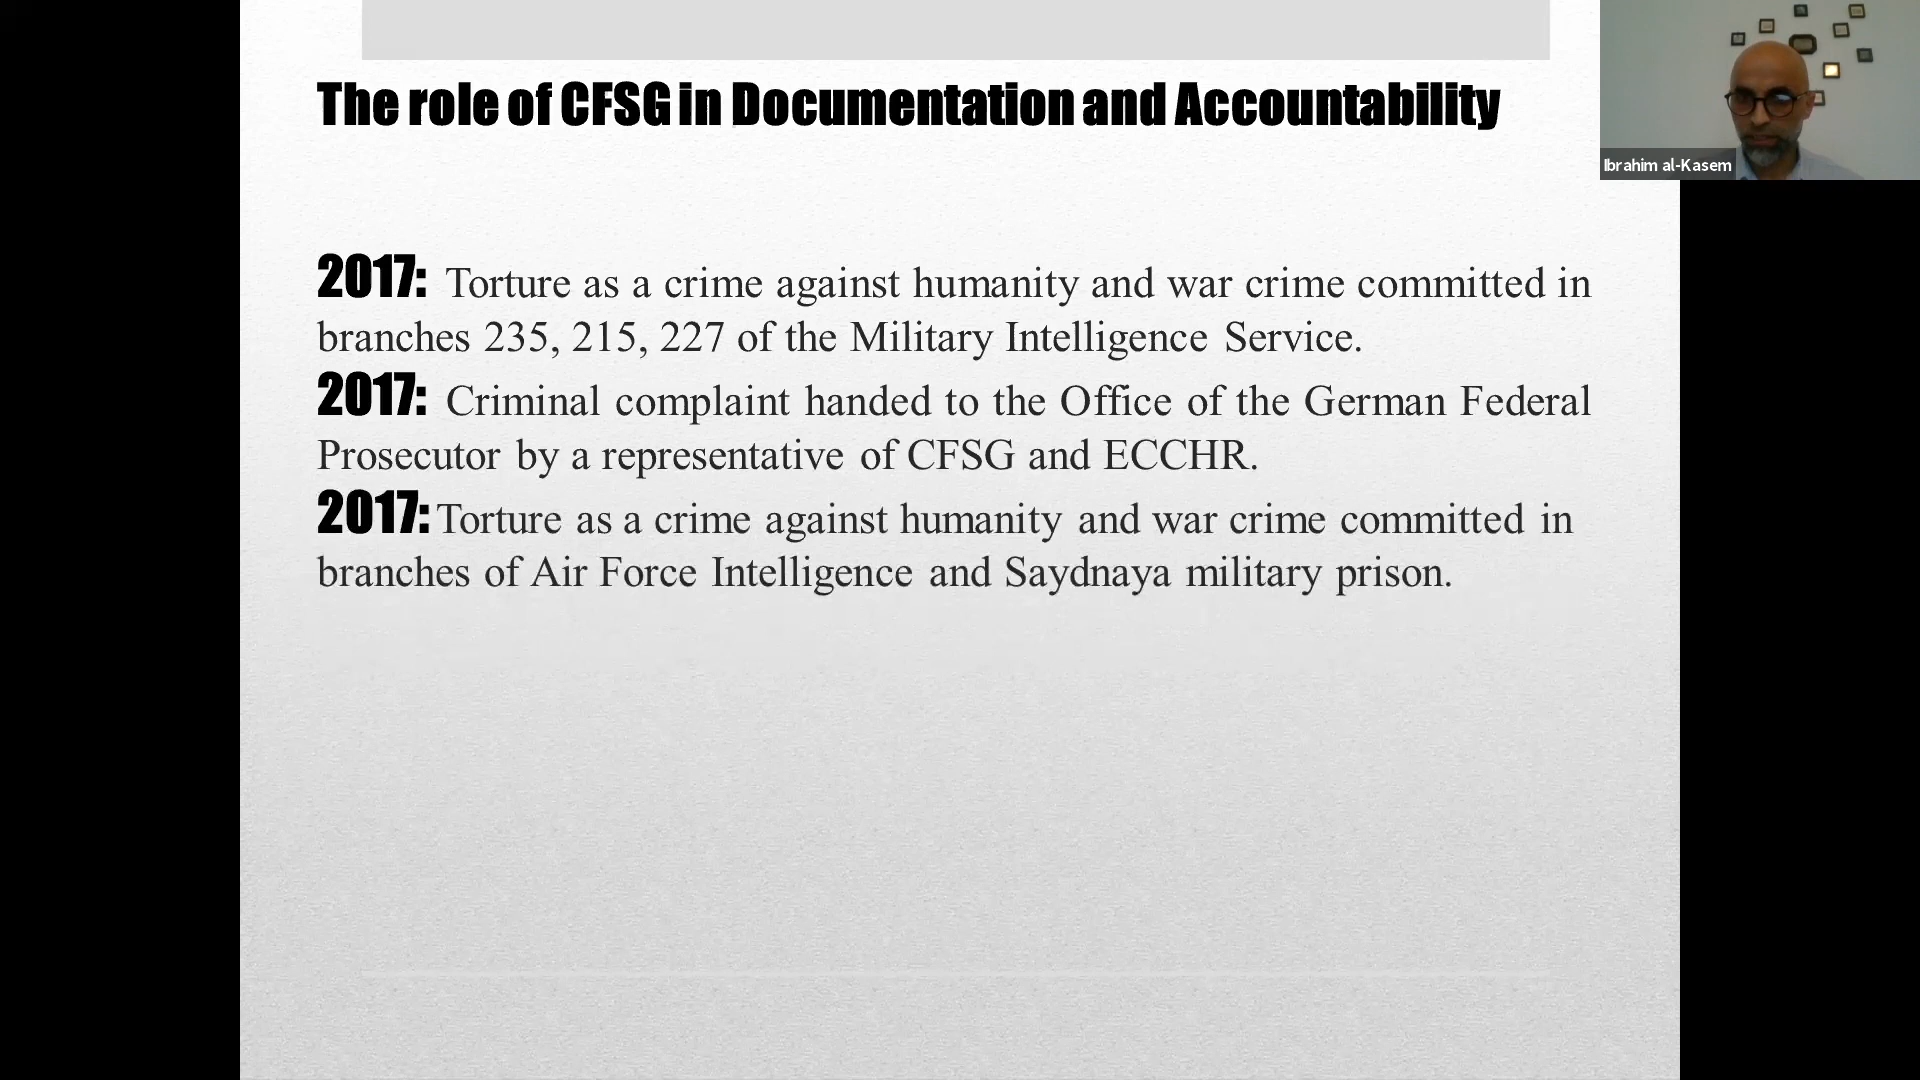 The role of CFSG in Documentation and Accountability
Ibrahim al-Kasem
2017: Torture as a crime against humanity and war crime committed in
branches 235, 215, 227 of the Military Intelligence Service.
2017: Criminal complaint handed to the Office of the German Federal
Prosecutor by a representative of CFSG and ECCHR.
2017: Torture as a crime against humanity and war crime committed in
branches of Air Force Intelligence and Saydnaya military prison.